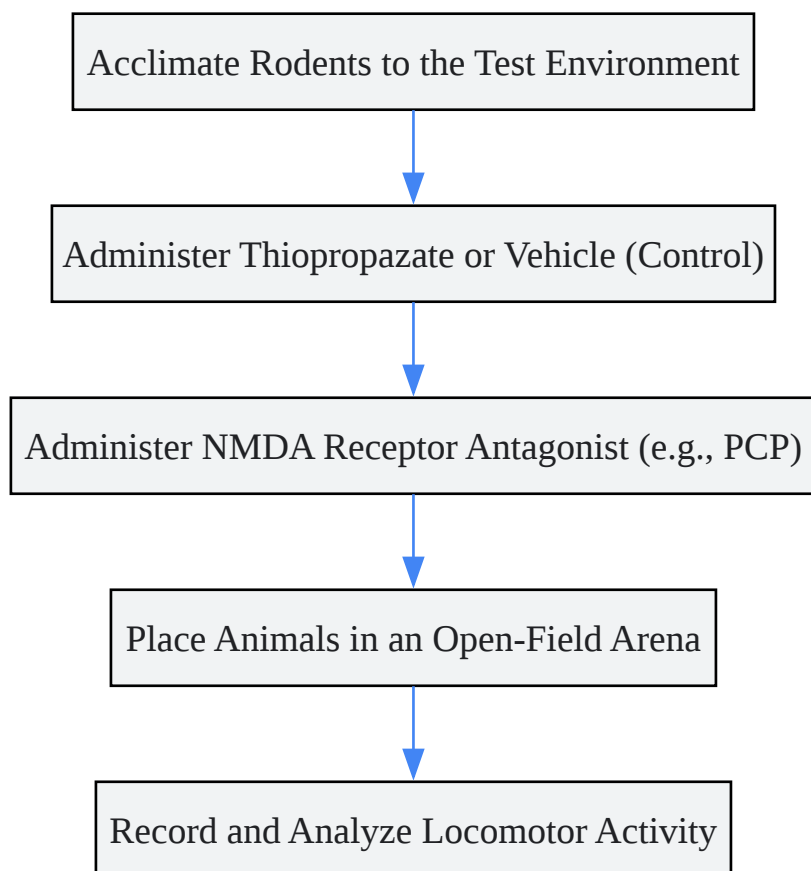 Acclimate Rodents to the Test Environment
Administer Thiopropazate or Vehicle (Control)
Administer NMDA Receptor Antagonist (e.g., PCP)
Place Animals in an Open-Field Arena
Record and Analyze Locomotor Activity